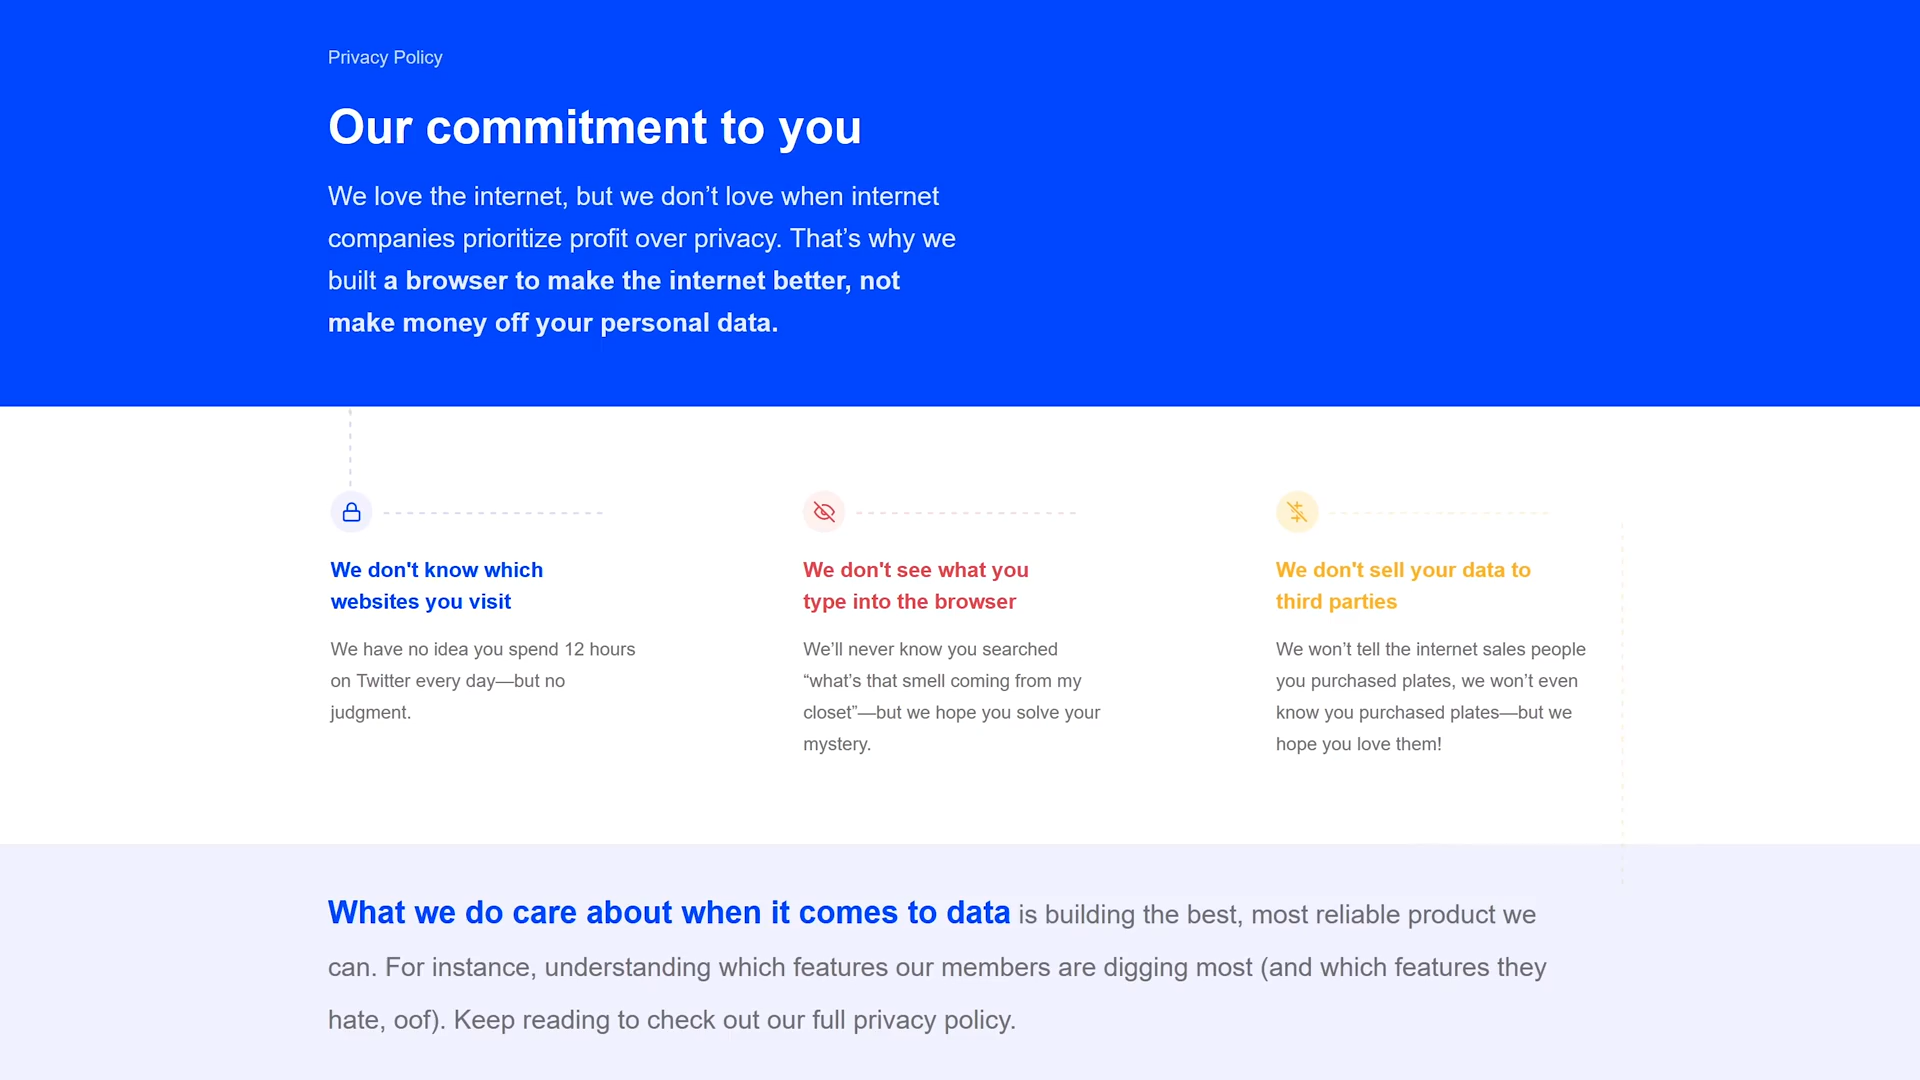 Privacy Policy
Our commitment to you
We love the internet, but we don’t love when internet
companies prioritize profit over privacy. That’s why we
built a browser to make the internet better, not
make money off your personal data.
We don't know which
websites you visit
We have no idea you spend 12 hours
on Twitter every day—but no
judgment.
We don't see what you
type into the browser
We’ll never know you searched
“what’s that smell coming from my
closet”—but we hope you solve your
mystery.
We don't sell your data to
third parties
We won’t tell the internet sales people
you purchased plates, we won’t even
know you purchased plates—but we
hope you love them!
What we do care about when it comes to data is building the best, most reliable product we
can. For instance, understanding which features our members are digging most (and which features they
hate, oof). Keep reading to check out our full privacy policy.